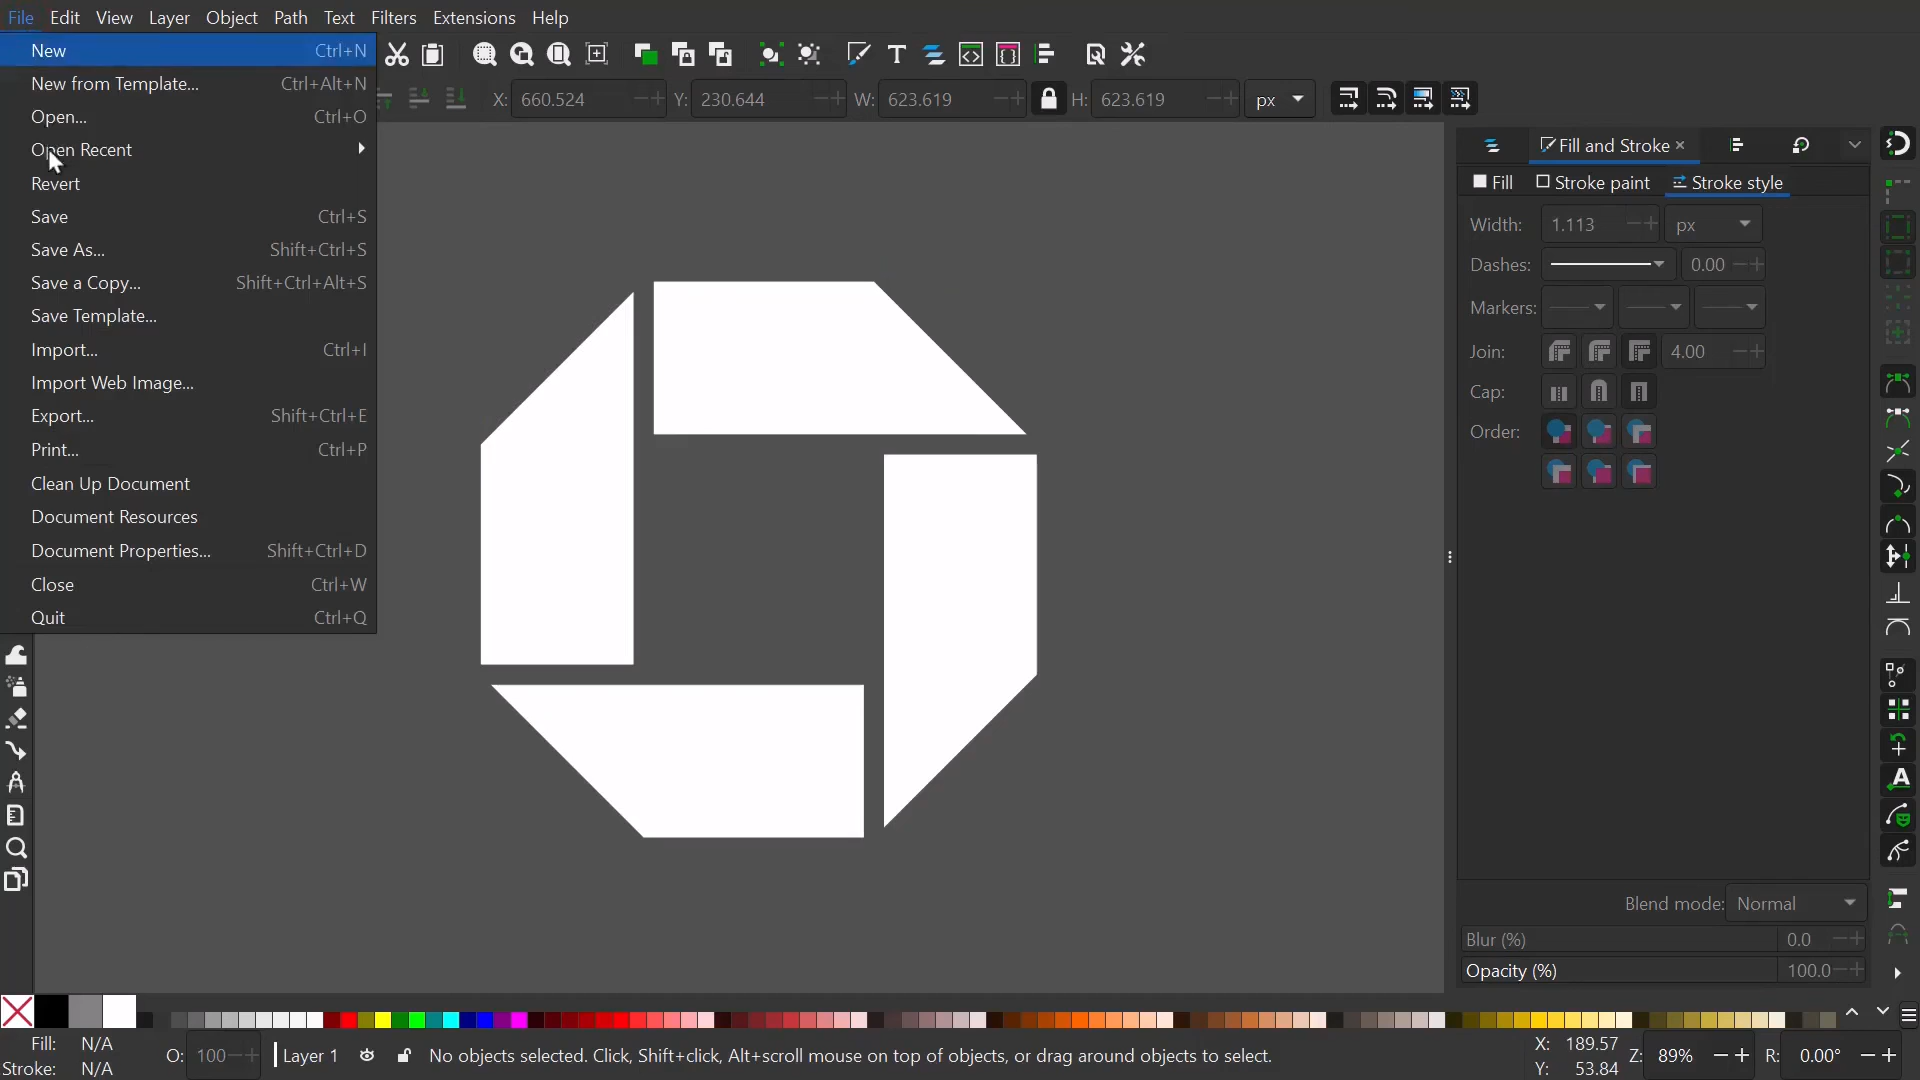 File Edit View Layer Object Path Text Filters Extensions Help
New Ctrl+N
New from Template... Ctrl+Alt+N
Open... Ctrl+O
Open Recent
Revert
Save Ctrl+S
Save As... Shift+Ctrl+S
Save a Copy... Shift+Ctrl+Alt+S
Save Template...
Import... Ctrl+I
Import Web Image...
Export... Shift+Ctrl+E
Print... Ctrl+P
Clean Up Document
Document Resources
Document Properties... Shift+Ctrl+D
Close Ctrl+W
Quit Ctrl+Q
X: 660.524 Y: 230.644 W: 623.619 H: 623.619 px
Fill and Stroke
Fill Stroke paint Stroke style
Width: 1.113 px
Dashes: 0.00
Markers:
Join: 4.00
Cap:
Order:
Blend mode: Normal
Blur (%) 0.0
Opacity (%) 100.0
Fill: N/A
Stroke: N/A
O: 100
Layer 1
No objects selected. Click, Shift+click, Alt+scroll mouse on top of objects, or drag around objects to select.
X: 189.57
Y: 53.84
Z: 89%
R: 0.00°